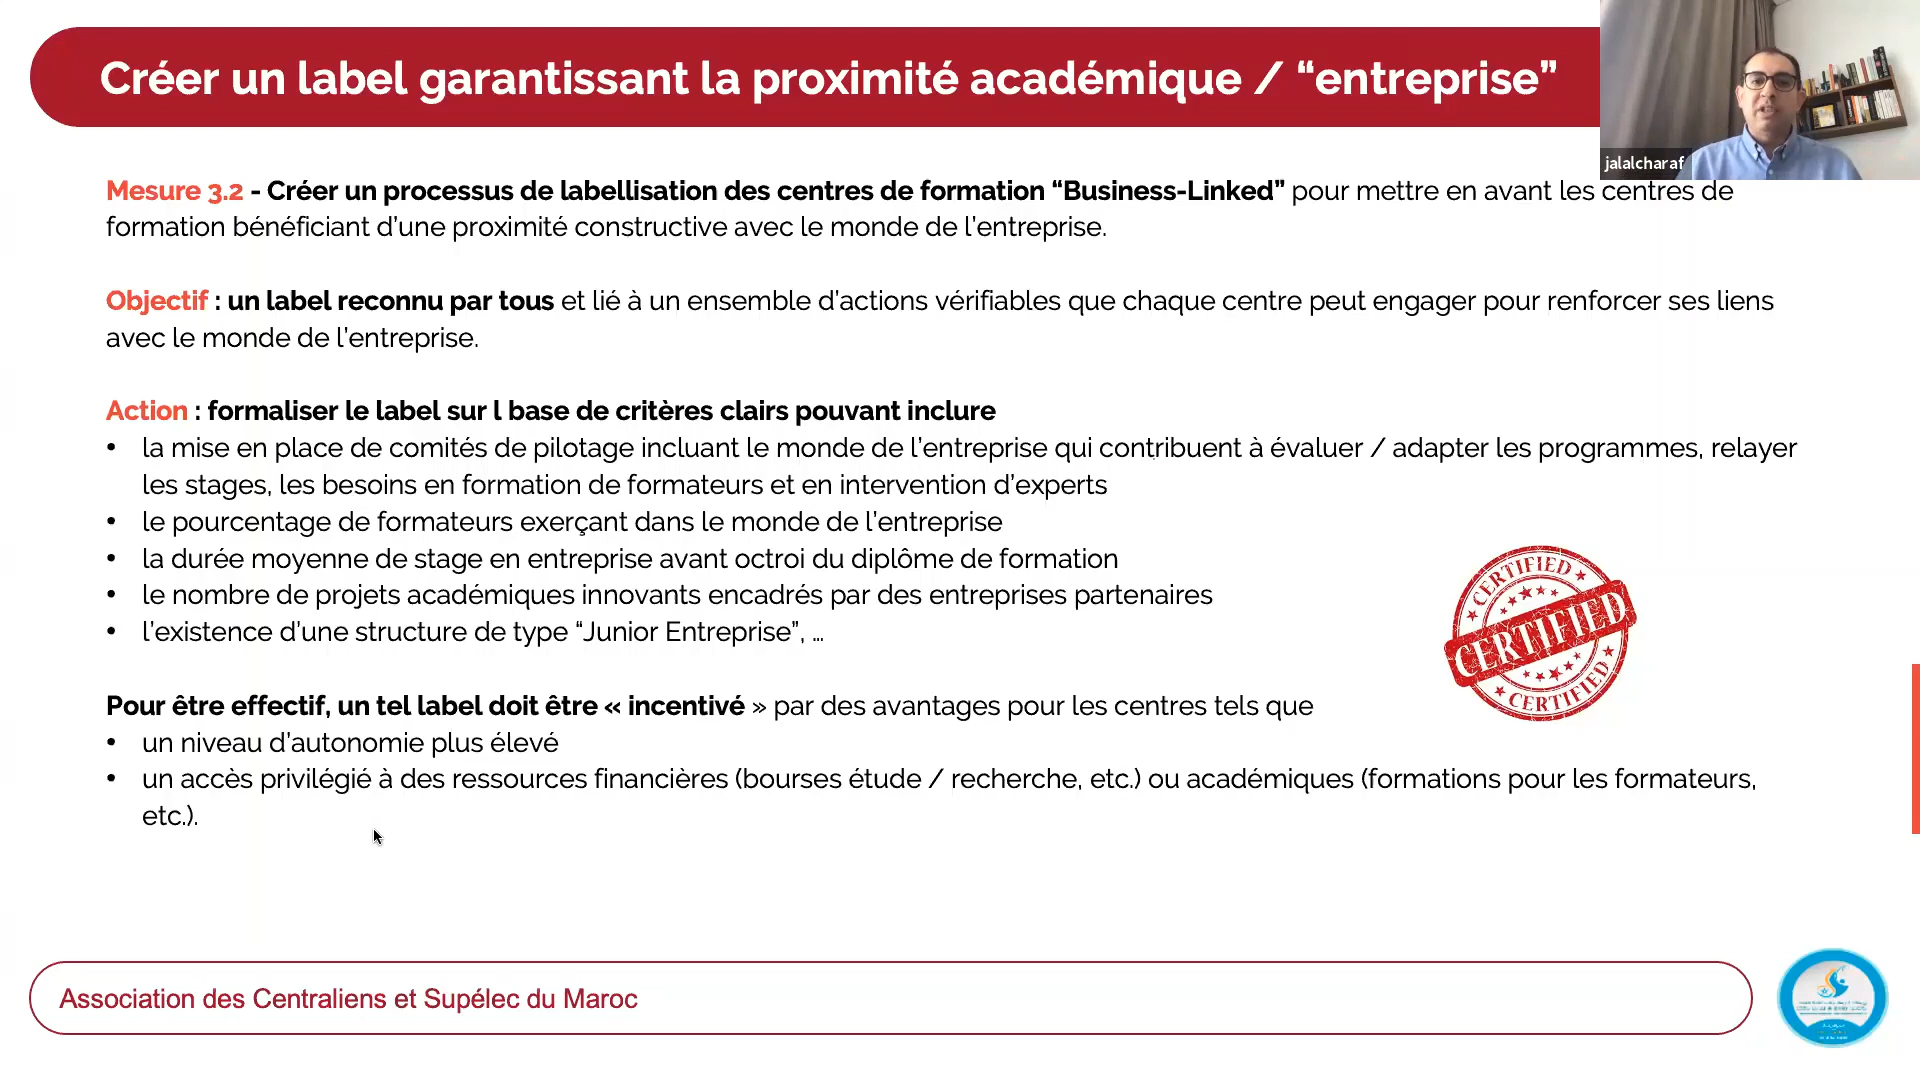 Créer un label garantissant la proximité académique / “entreprise”
jalalcharaf
Mesure 3.2 - Créer un processus de labellisation des centres de formation “Business-Linked” pour mettre en avant les centres de
formation bénéficiant d’une proximité constructive avec le monde de l’entreprise.
Objectif : un label reconnu par tous et lié à un ensemble d’actions vérifiables que chaque centre peut engager pour renforcer ses liens
avec le monde de l’entreprise.
Action : formaliser le label sur l base de critères clairs pouvant inclure
• la mise en place de comités de pilotage incluant le monde de l’entreprise qui contribuent à évaluer / adapter les programmes, relayer
les stages, les besoins en formation de formateurs et en intervention d’experts
• le pourcentage de formateurs exerçant dans le monde de l’entreprise
• la durée moyenne de stage en entreprise avant octroi du diplôme de formation
• le nombre de projets académiques innovants encadrés par des entreprises partenaires
• l’existence d’une structure de type “Junior Entreprise”, ...
CERTIFIED
CERTIFIED
CERTIFIED
Pour être effectif, un tel label doit être « incentivé » par des avantages pour les centres tels que
• un niveau d’autonomie plus élevé
• un accès privilégié à des ressources financières (bourses étude / recherche, etc.) ou académiques (formations pour les formateurs,
etc.).
Association des Centraliens et Supélec du Maroc